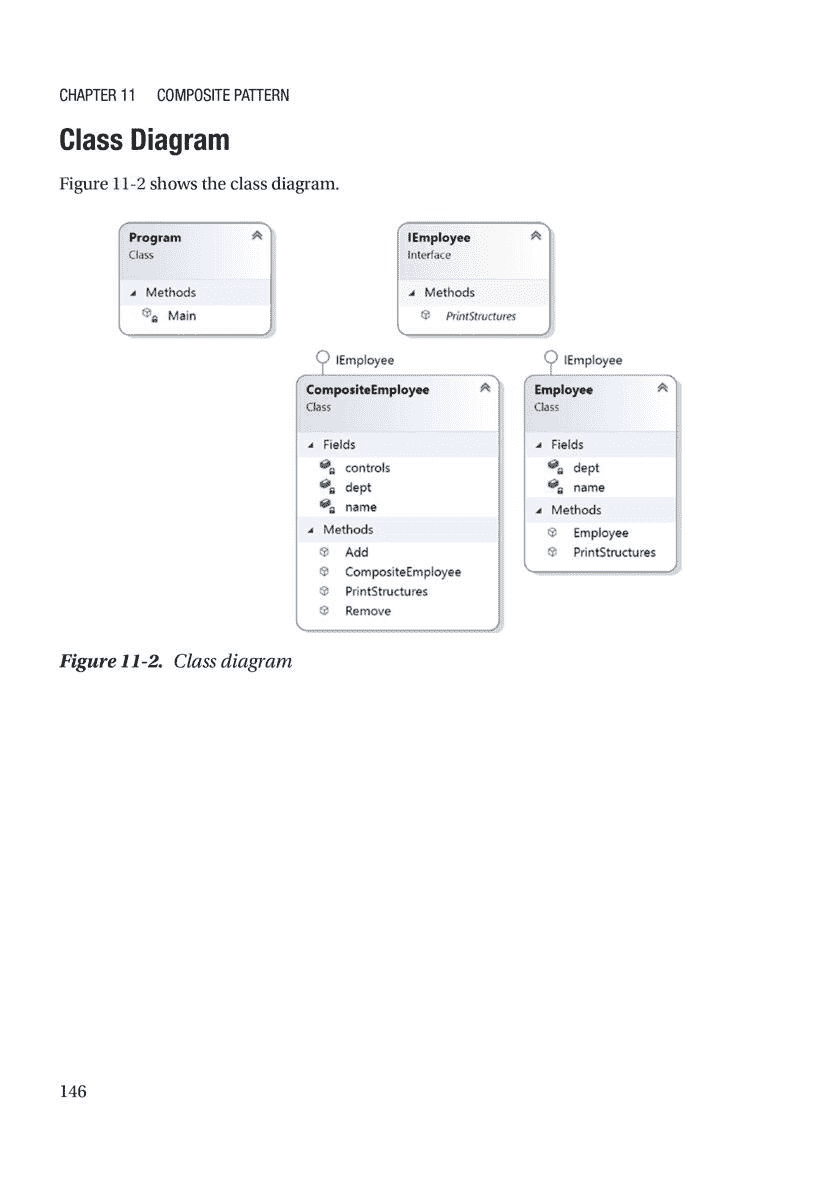 CHAPTER 11 COMPOSITE PATTERN
Class Diagram
Figure 11-2 shows the class diagram.
Program
Class
Methods
Main
IEmployee
Interface
Methods
PrintStructures
IEmployee
CompositeEmployee
Class
Fields
controls
dept
name
Methods
Add
CompositeEmployee
PrintStructures
Remove
IEmployee
Employee
Class
Fields
dept
name
Methods
Employee
PrintStructures
Figure 11-2. Class diagram
146